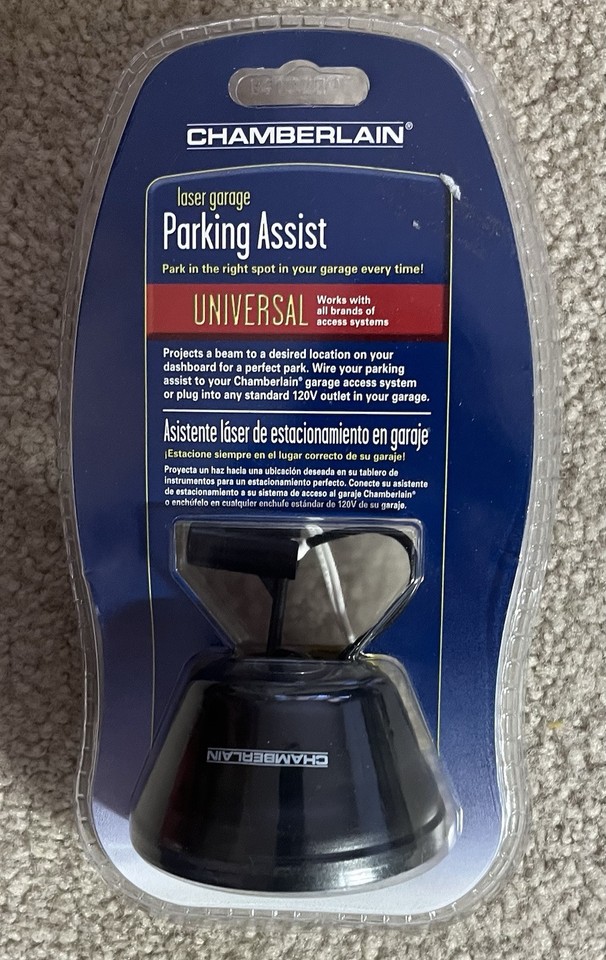 CHAMBERLAIN®
laser garage
Parking Assist
Park in the right spot in your garage every time!
UNIVERSAL Works with
all brands of
access systems
Projects a beam to a desired location on your
dashboard for a perfect park. Wire your parking
assist to your Chamberlain® garage access system
or plug into any standard 120V outlet in your garage.
Asistente láser de estacionamiento en garaje
¡Estacione siempre en el lugar correcto de su garaje!
Proyecta un haz hacia una ubicación deseada en su tablero de
instrumentos para un estacionamiento perfecto. Conecte su asistente
de estacionamiento a su sistema de acceso al garaje Chamberlain®
o enchúfelo en cualquier enchufe estándar de 120V de su garaje.
CHAMBERLAIN